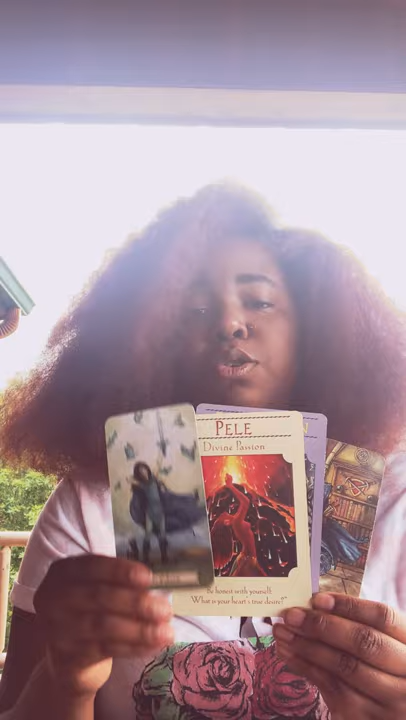 PELE
Divine Passion
"Be honest with yourself:
What is your heart's true desire?"